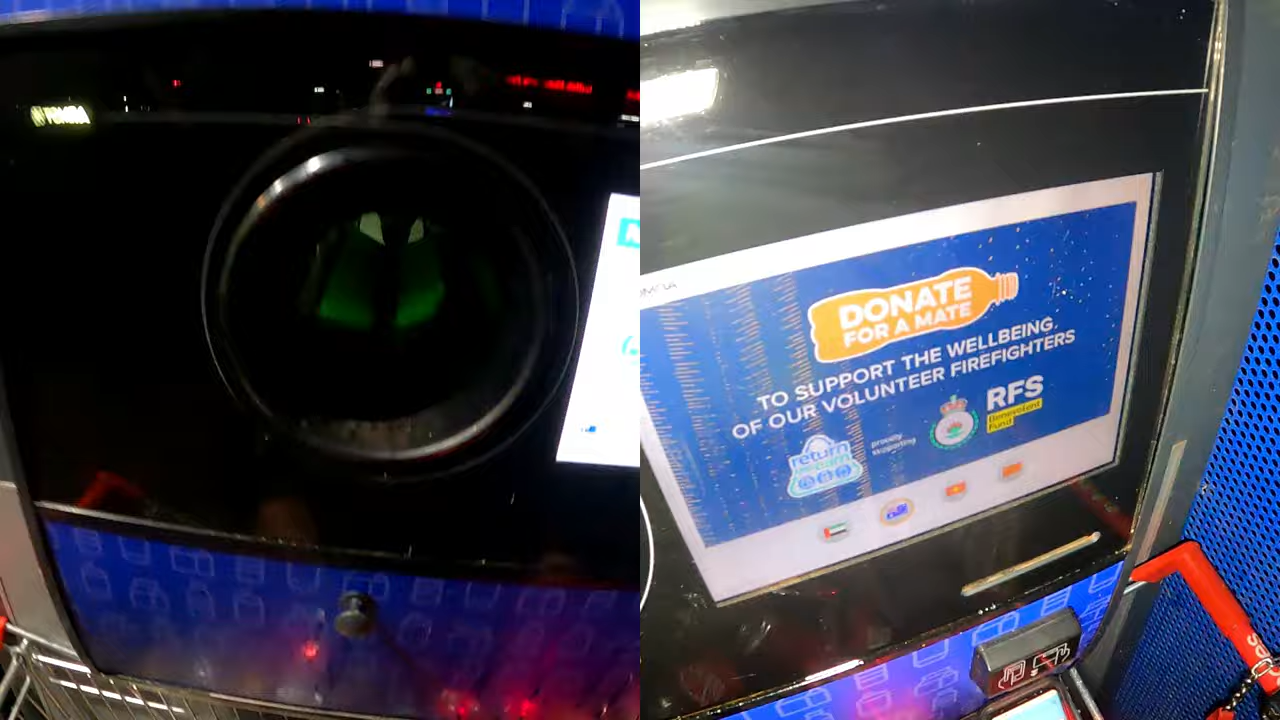 TOMRA
DONATE
FOR A MATE
TO SUPPORT THE WELLBEING
OF OUR VOLUNTEER FIREFIGHTERS
return
and earn
proudly
supporting
RFS
Benevolent
Fund